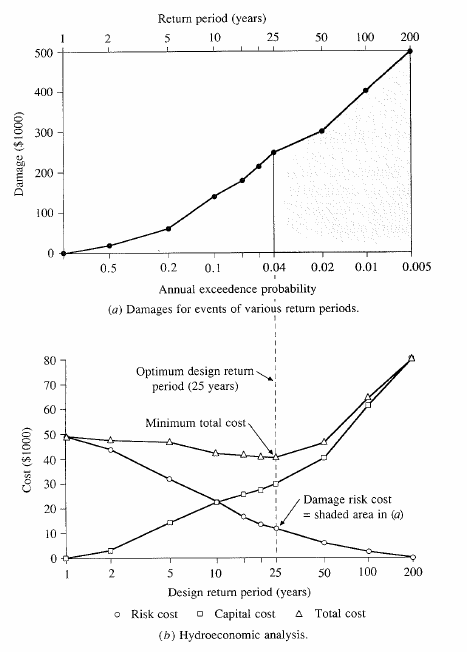 Return period (years)
1 2 5 10 25 50 100 200
500
400
300
200
100
0
Damage ($1000)
0.5 0.2 0.1 0.04 0.02 0.01 0.005
Annual exceedence probability
(a) Damages for events of various return periods.
80
70
60
50
40
30
20
10
0
Cost ($1000)
Optimum design return
period (25 years)
Minimum total cost
Damage risk cost
= shaded area in (a)
1 2 5 10 25 50 100 200
Design return period (years)
Risk cost Capital cost Total cost
(b) Hydroeconomic analysis.